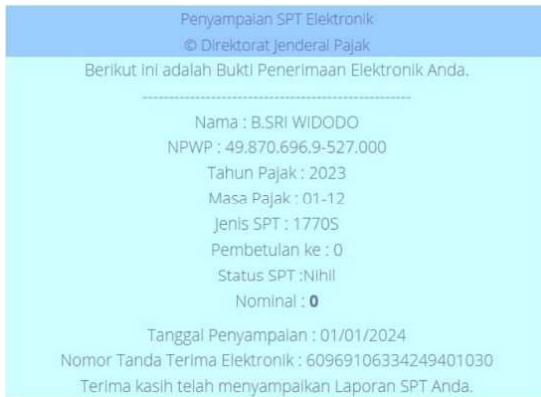 Penyampaian SPT Elektronik
© Direktorat Jenderal Pajak
Berikut ini adalah Bukti Penerimaan Elektronik Anda.
--------------------------------------------------
Nama : B.SRI WIDODO
NPWP : 49.870.696.9-527.000
Tahun Pajak : 2023
Masa Pajak : 01-12
Jenis SPT : 1770S
Pembetulan ke : 0
Status SPT :Nihil
Nominal : 0
Tanggal Penyampaian : 01/01/2024
Nomor Tanda Terima Elektronik : 60969106334249401030
Terima kasih telah menyampaikan Laporan SPT Anda.